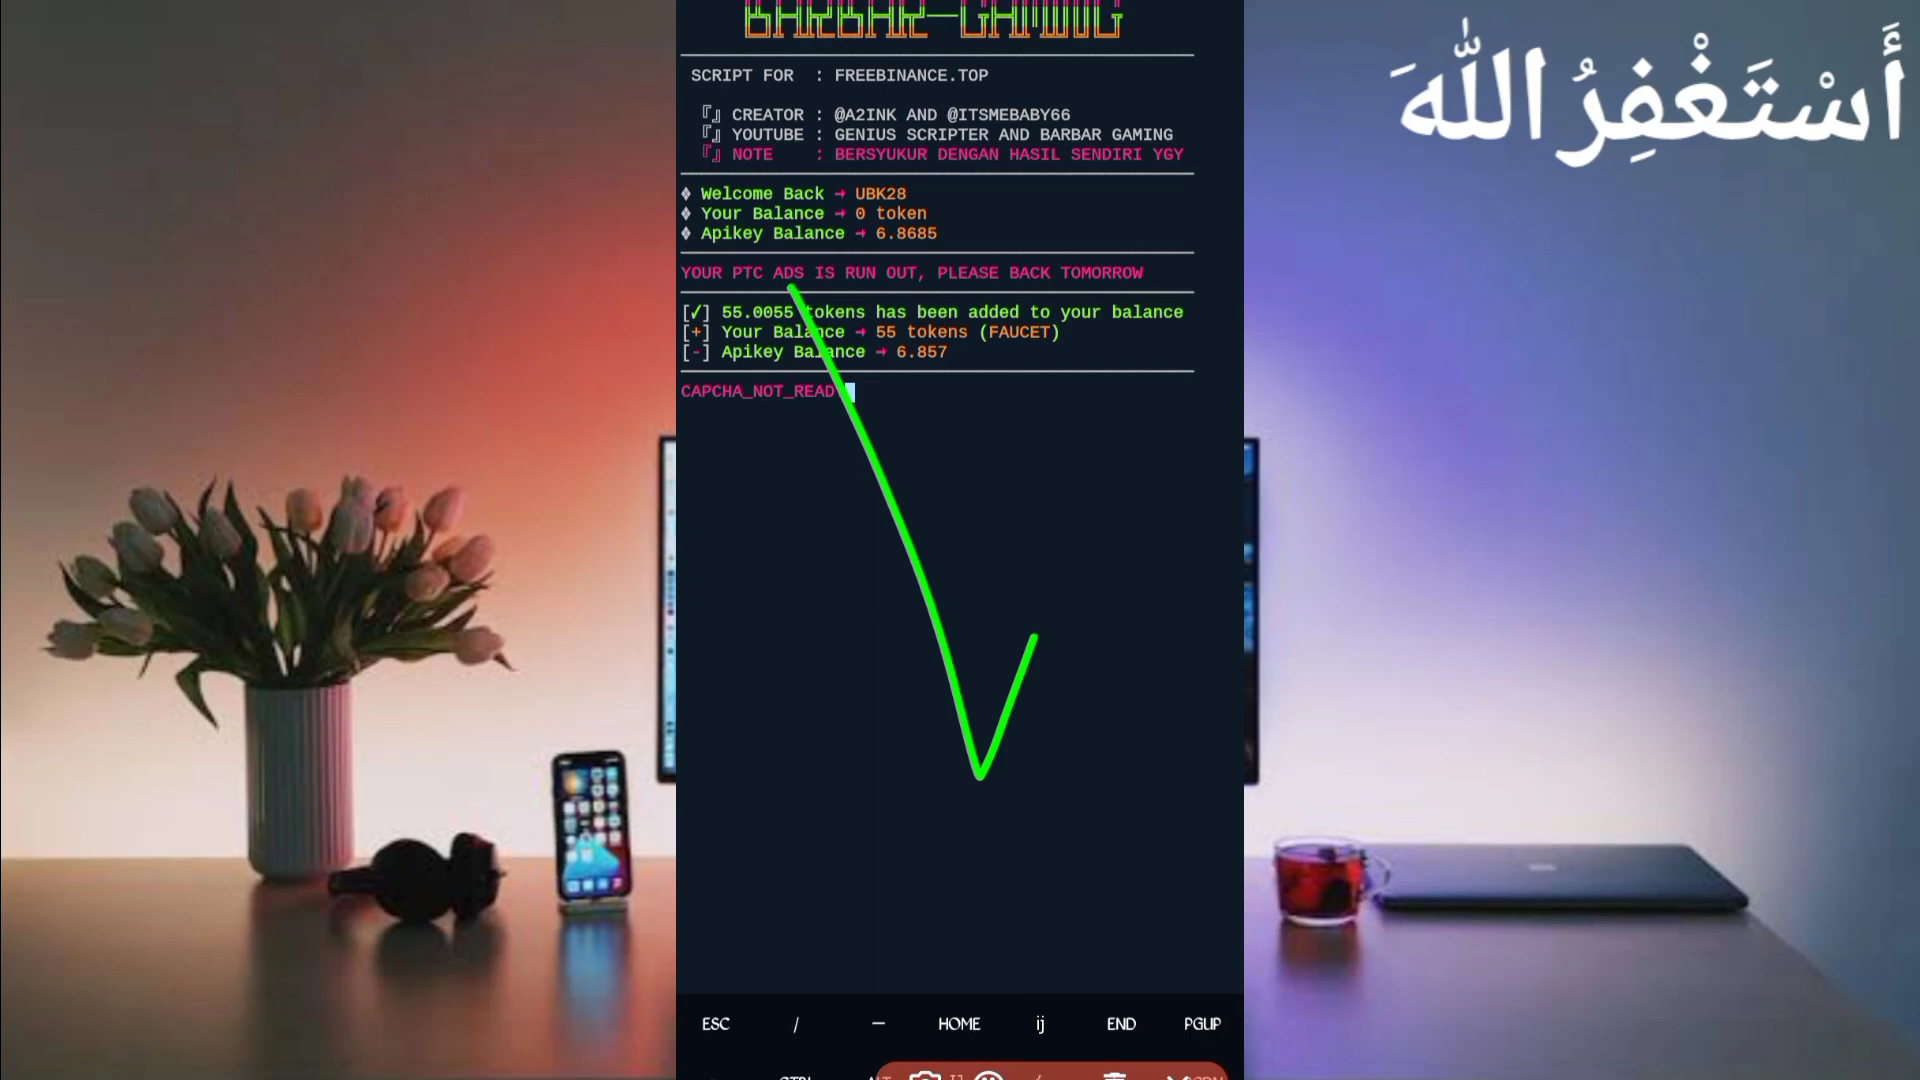 BARBAR-GAMING
أَسْتَغْفِرُ اللّٰهَ
SCRIPT FOR : FREEBINANCE.TOP
『』 CREATOR : @A2INK AND @ITSMEBABY66
『』 YOUTUBE : GENIUS SCRIPTER AND BARBAR GAMING
『』 NOTE : BERSYUKUR DENGAN HASIL SENDIRI YGY
❖ Welcome Back → UBK28
❖ Your Balance → 0 token
❖ Apikey Balance → 6.8685
YOUR PTC ADS IS RUN OUT, PLEASE BACK TOMORROW
[✓] 55.0055 tokens has been added to your balance
[+] Your Balance → 55 tokens (FAUCET)
[-] Apikey Balance → 6.857
CAPCHA_NOT_READ
ESC / — HOME ij END PGUP